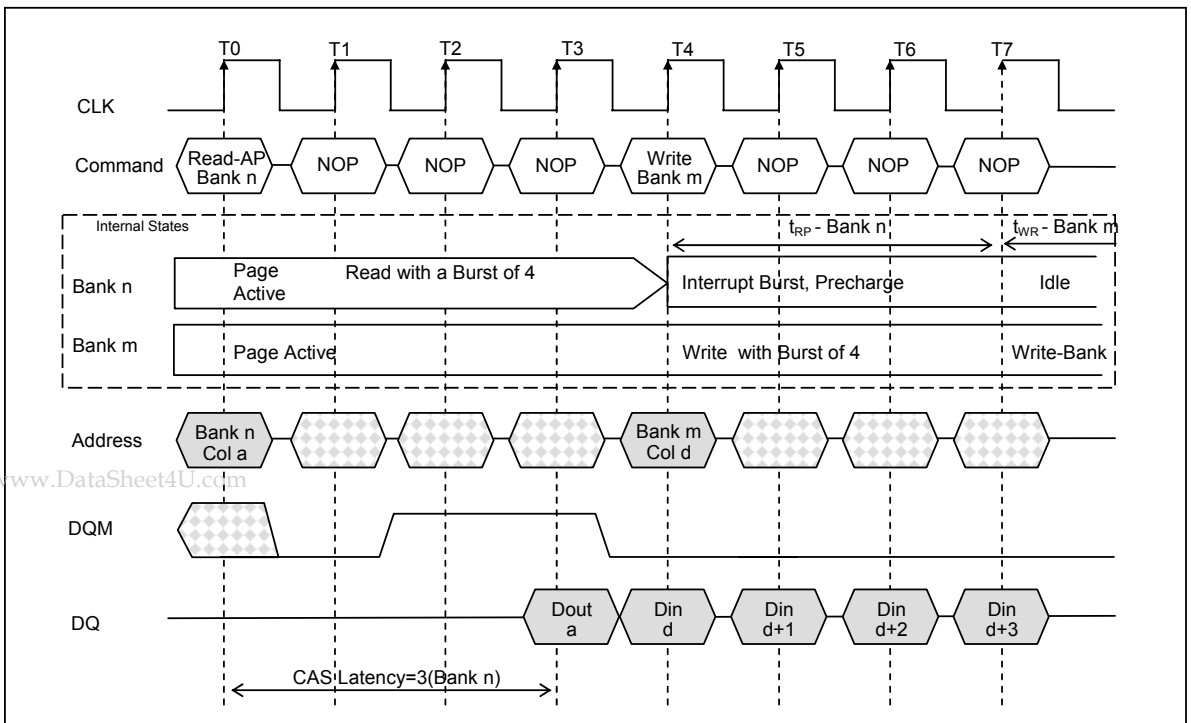 T0 T1 T2 T3 T4 T5 T6 T7
CLK
Command Read-AP Bank n NOP NOP NOP Write Bank m NOP NOP NOP
Internal States
tRP - Bank n tWR - Bank m
Bank n Page Active Read with a Burst of 4 Interrupt Burst, Precharge Idle
Bank m Page Active Write with Burst of 4 Write-Bank
Address Bank n Col a Bank m Col d
www.DataSheet4U.com
DQM
DQ Dout a Din d Din d+1 Din d+2 Din d+3
CAS Latency=3(Bank n)